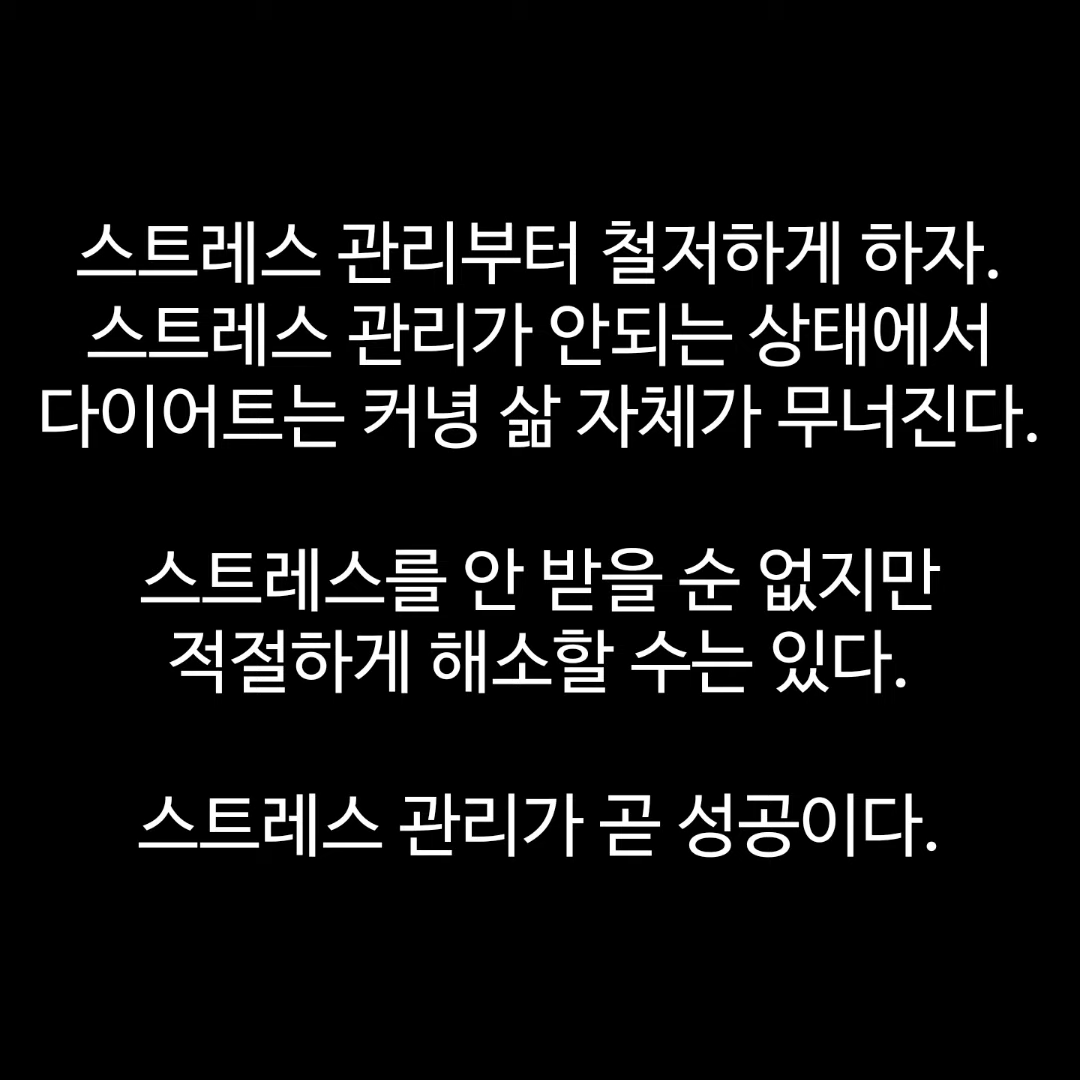 스트레스 관리부터 철저하게 하자.
스트레스 관리가 안되는 상태에서
다이어트는 커녕 삶 자체가 무너진다.
스트레스를 안 받을 순 없지만
적절하게 해소할 수는 있다.
스트레스 관리가 곧 성공이다.